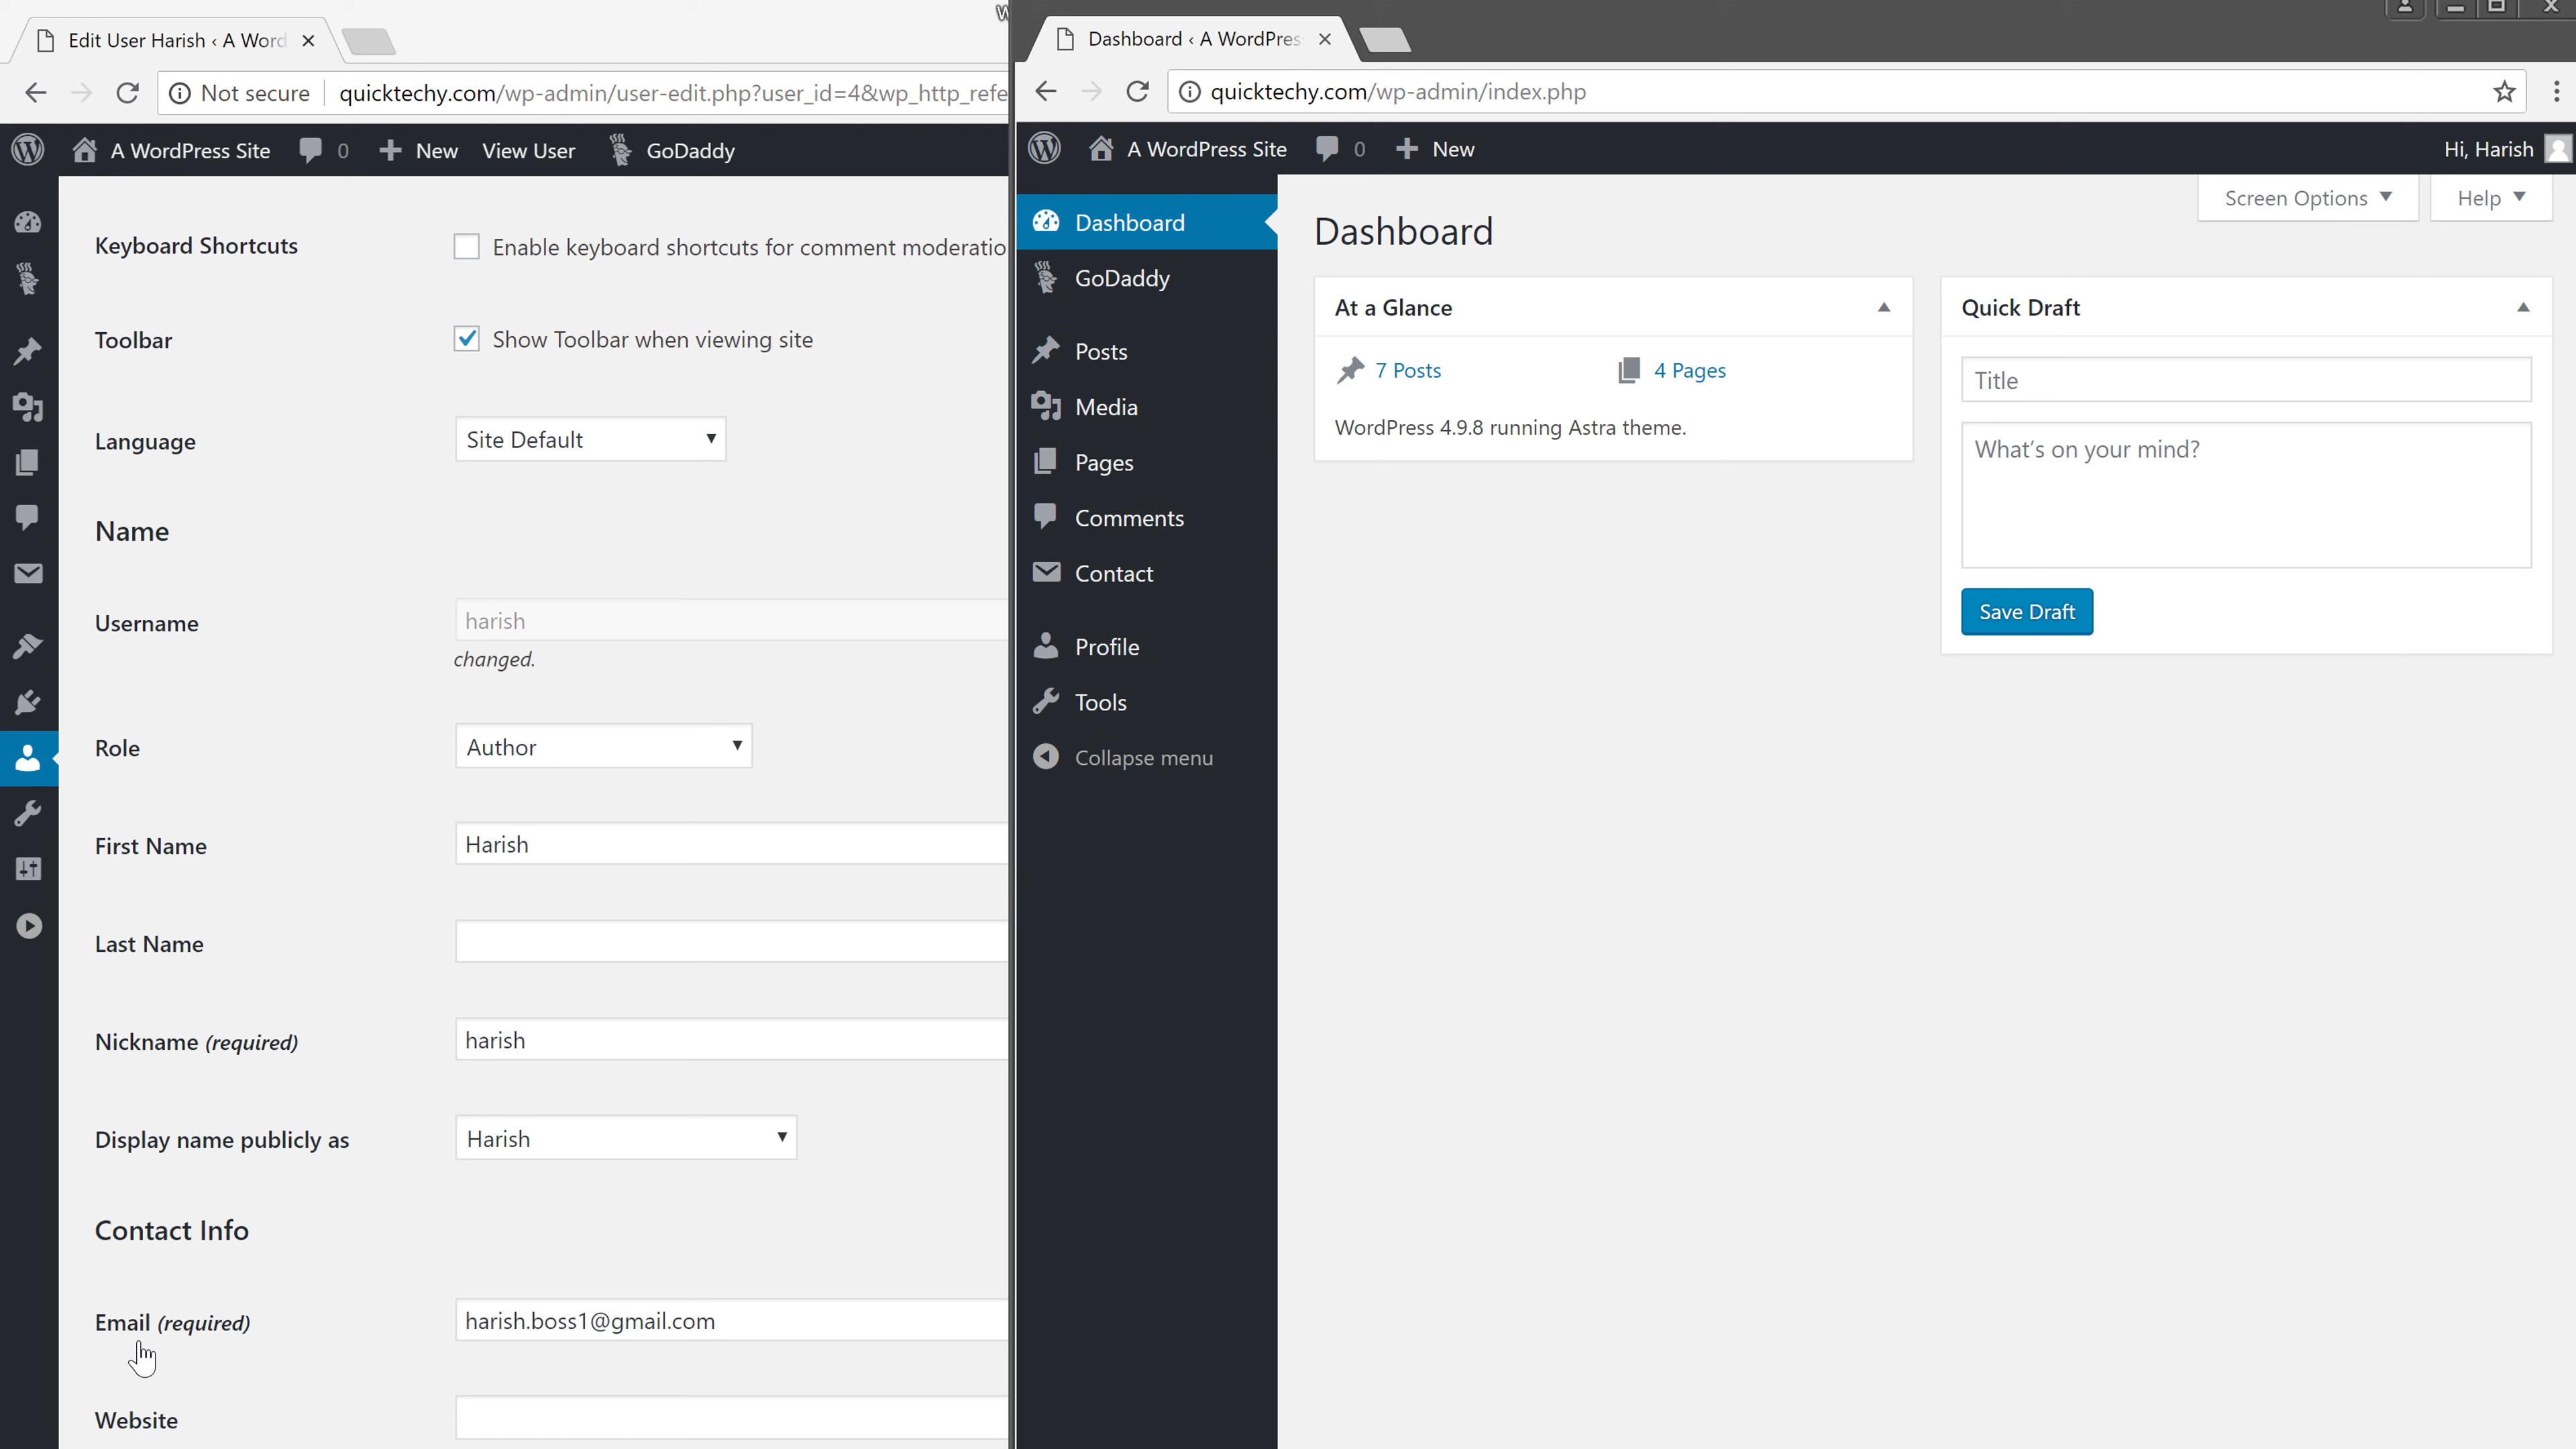 Edit User Harish ‹ A Word
Not secure
quicktechy.com/wp-admin/user-edit.php?user_id=4&wp_http_refe
A WordPress Site
0
New
View User
GoDaddy
Keyboard Shortcuts
Enable keyboard shortcuts for comment moderatio
Toolbar
Show Toolbar when viewing site
Language
Site Default
Name
Username
harish
changed.
Role
Author
First Name
Harish
Last Name
Nickname (required)
harish
Display name publicly as
Harish
Contact Info
Email (required)
harish.boss1@gmail.com
Website
Dashboard ‹ A WordPres
quicktechy.com/wp-admin/index.php
A WordPress Site
0
New
Hi, Harish
Dashboard
GoDaddy
Posts
Media
Pages
Comments
Contact
Profile
Tools
Collapse menu
Screen Options
Help
Dashboard
At a Glance
7 Posts
4 Pages
WordPress 4.9.8 running Astra theme.
Quick Draft
Title
What's on your mind?
Save Draft